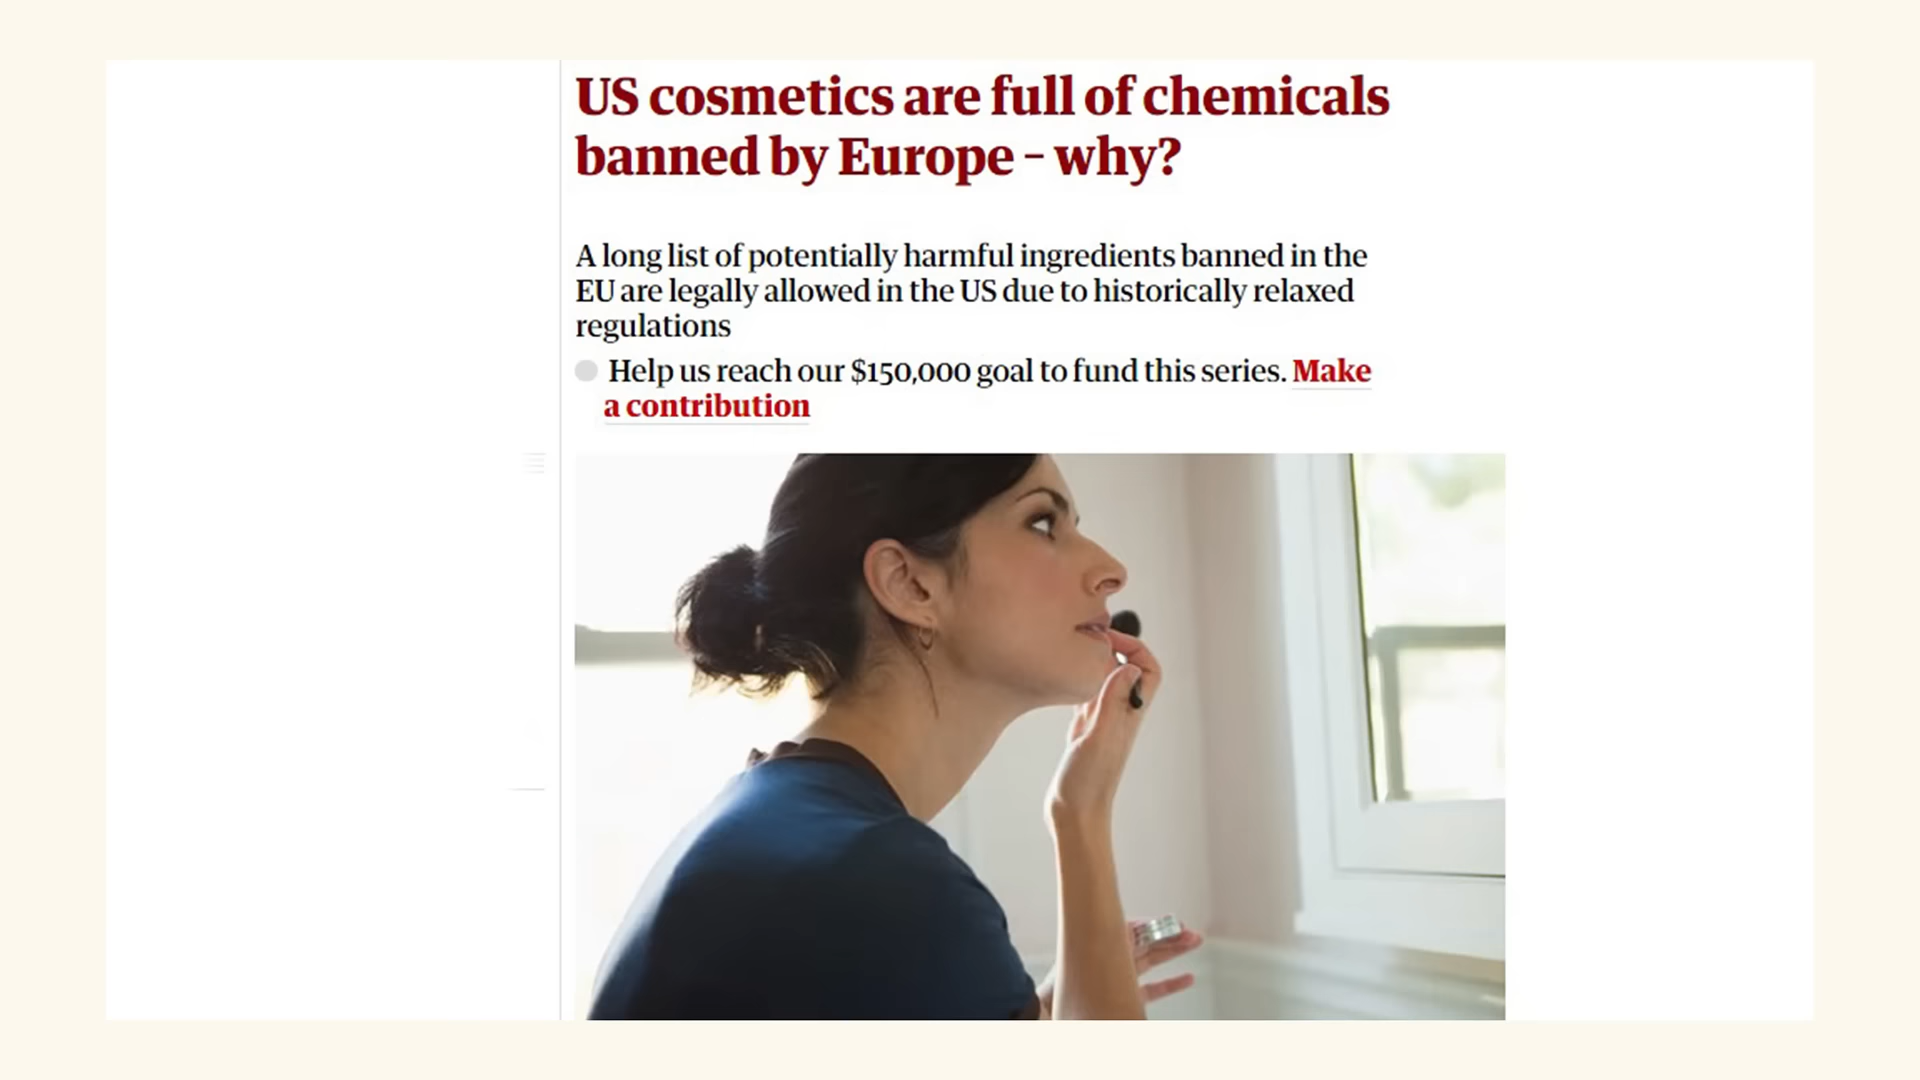 US cosmetics are full of chemicals
banned by Europe – why?
A long list of potentially harmful ingredients banned in the
EU are legally allowed in the US due to historically relaxed
regulations
Help us reach our $150,000 goal to fund this series. Make
a contribution